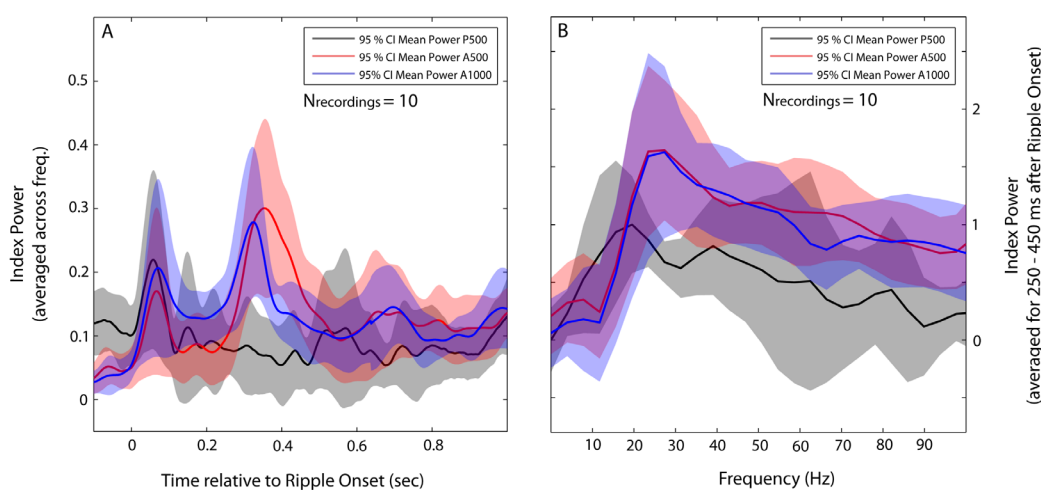 A
95 % CI Mean Power P500
95 % CI Mean Power A500
95% CI Mean Power A1000
Nrecordings = 10
0.5
0.4
0.3
0.2
0.1
0
0
0.2
0.4
0.6
0.8
Index Power
(averaged across freq.)
Time relative to Ripple Onset (sec)
B
95 % CI Mean Power P500
95 % CI Mean Power A500
95% CI Mean Power A1000
Nrecordings = 10
2
1
0
10
20
30
40
50
60
70
80
90
Frequency (Hz)
Index Power
(averaged for 250 - 450 ms after Ripple Onset)